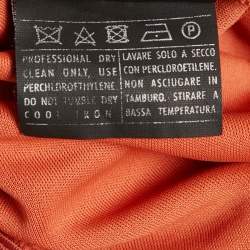 PROFESSIONAL DRY
CLEAN ONLY, USE
PERCHLOROETHYLENE
DO NOT TUMBLE DRY
COOL IRON
LAVARE SOLO A SECCO
CON PERCLOROETILENE.
NON ASCIUGARE IN
TAMBURO. STIRARE A
BASSA TEMPERATURA
P